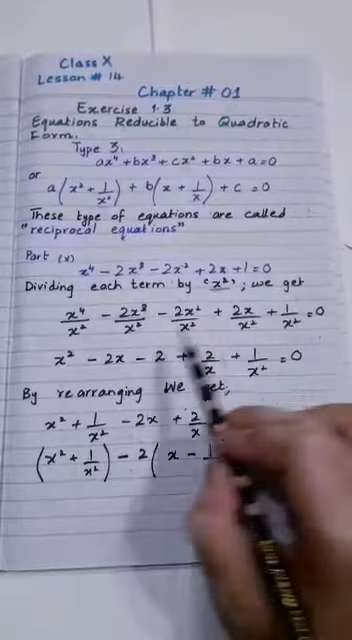 Class X
Lesson # 14
Chapter # 01
Exercise 1.3
Equations Reducible to Quadratic
Form.
Type 3:
ax⁴ + bx³ + cx² + bx + a = 0
or
a(x² + 1/x²) + b(x + 1/x) + c = 0
These type of equations are called
"reciprocal equations"
Part (v)
x⁴ - 2x³ - 2x² + 2x + 1 = 0
Dividing each term by "x²", we get
x⁴/x² - 2x³/x² - 2x²/x² + 2x/x² + 1/x² = 0
x² - 2x - 2 + 2/x + 1/x² = 0
By rearranging We get,
x² + 1/x² - 2x + 2/x
(x² + 1/x²) - 2(x - 1